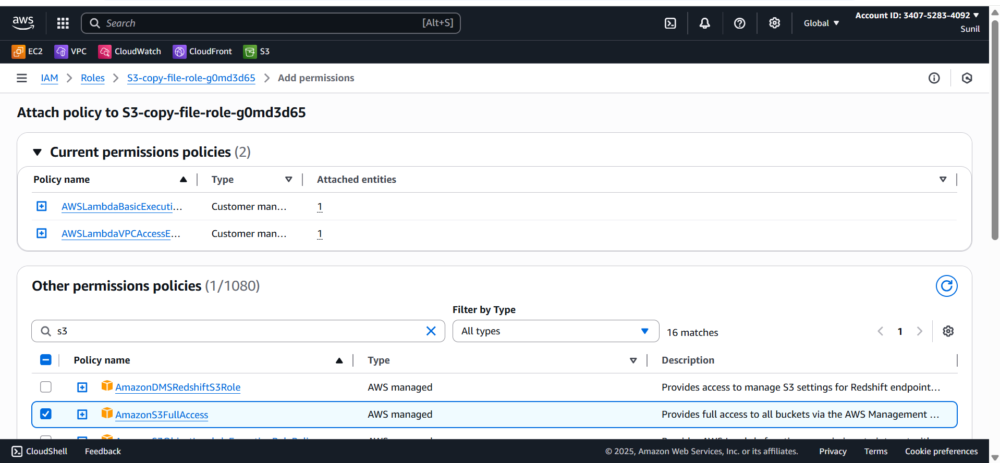 aws
Search [Alt+S]
Global
Account ID: 3407-5283-4092
Sunil
EC2 VPC CloudWatch CloudFront S3
IAM Roles S3-copy-file-role-g0md3d65 Add permissions
Attach policy to S3-copy-file-role-g0md3d65
Current permissions policies (2)
Policy name Type Attached entities
AWSLambdaBasicExecuti... Customer man... 1
AWSLambdaVPCAccessE... Customer man... 1
Other permissions policies (1/1080)
Filter by Type
s3 All types 16 matches 1
Policy name Type Description
AmazonDMSRedshiftS3Role AWS managed Provides access to manage S3 settings for Redshift endpoint...
AmazonS3FullAccess AWS managed Provides full access to all buckets via the AWS Management ...
CloudShell Feedback © 2025, Amazon Web Services, Inc. or its affiliates. Privacy Terms Cookie preferences